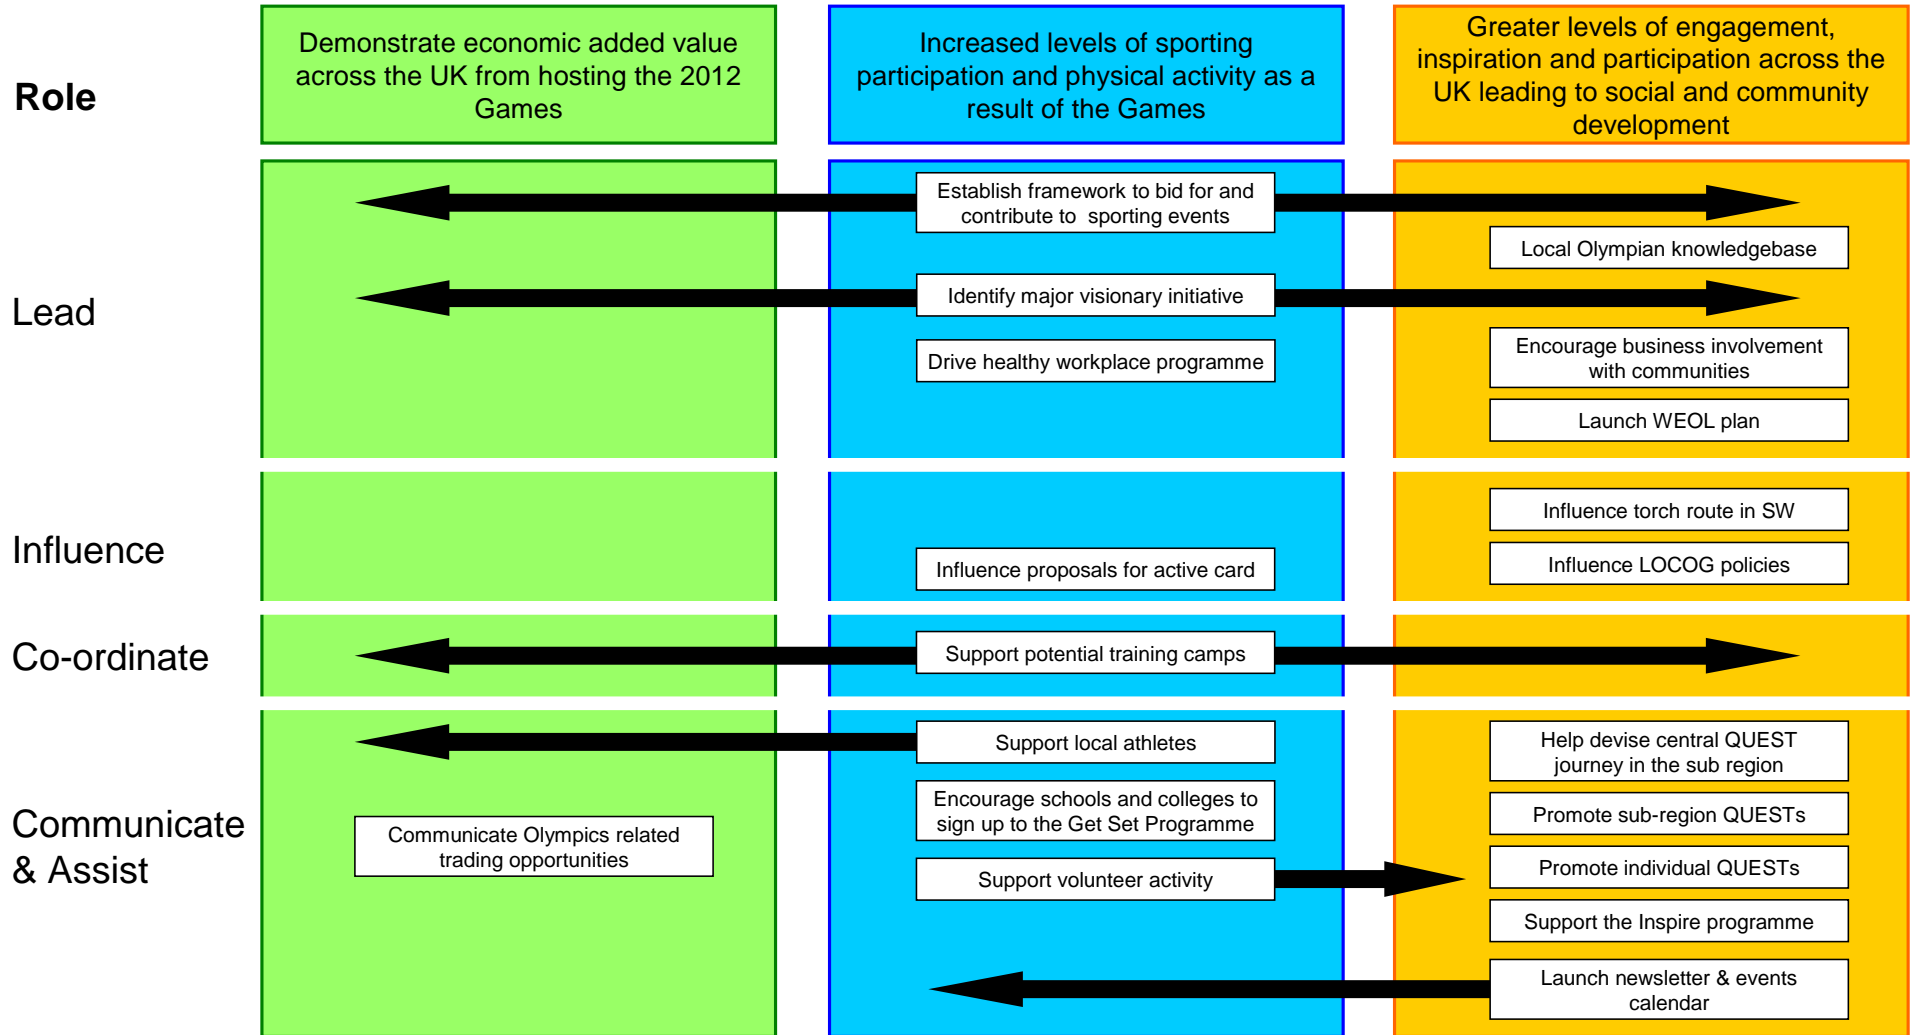 Role
Demonstrate economic added value
across the UK from hosting the 2012
Games
Increased levels of sporting
participation and physical activity as a
result of the Games
Greater levels of engagement,
inspiration and participation across the
UK leading to social and community
development
Lead
Establish framework to bid for and
contribute to sporting events
Local Olympian knowledgebase
Identify major visionary initiative
Drive healthy workplace programme
Encourage business involvement
with communities
Launch WEOL plan
Influence
Influence torch route in SW
Influence proposals for active card
Influence LOCOG policies
Co-ordinate
Support potential training camps
Communicate
& Assist
Communicate Olympics related
trading opportunities
Support local athletes
Encourage schools and colleges to
sign up to the Get Set Programme
Support volunteer activity
Help devise central QUEST
journey in the sub region
Promote sub-region QUESTs
Promote individual QUESTs
Support the Inspire programme
Launch newsletter & events
calendar